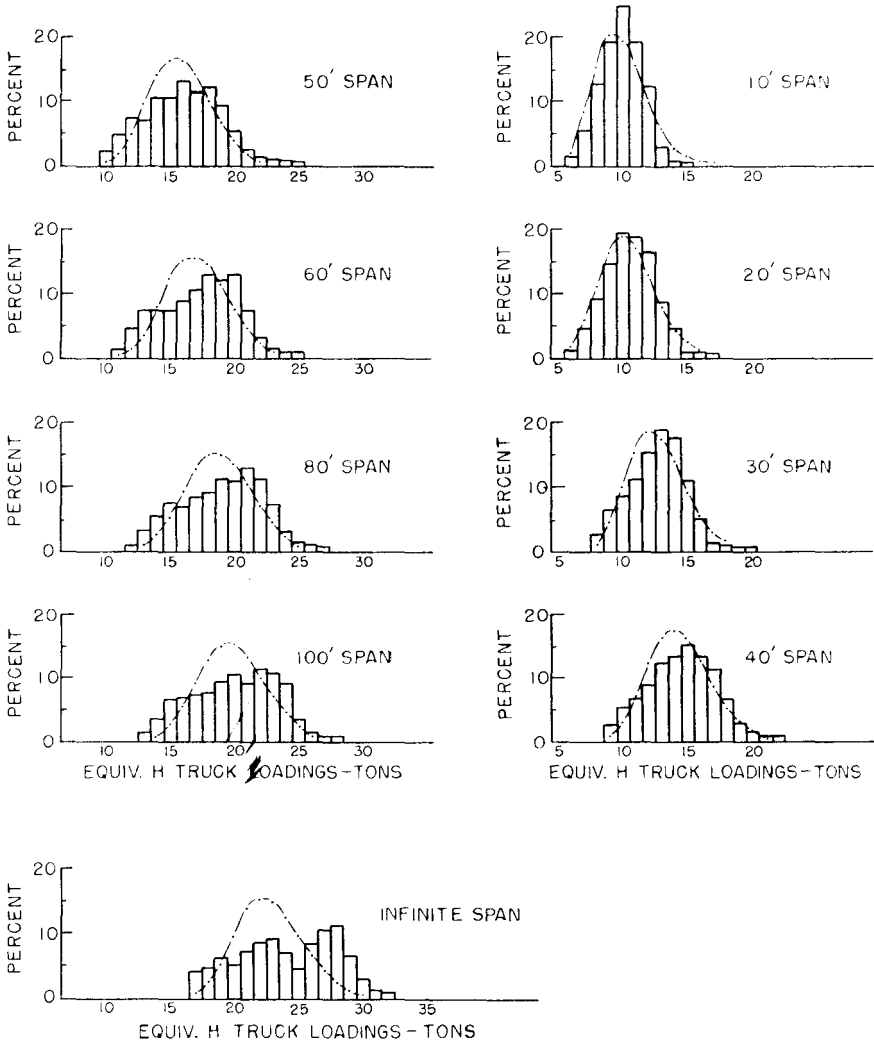 PERCENT
20
10
0
50' SPAN
10 15 20 25 30
PERCENT
20
10
0
10' SPAN
5 10 15 20
PERCENT
20
10
0
60' SPAN
10 15 20 25 30
PERCENT
20
10
0
20' SPAN
5 10 15 20
PERCENT
20
10
0
80' SPAN
10 15 20 25 30
PERCENT
20
10
0
30' SPAN
5 10 15 20
PERCENT
20
10
0
100' SPAN
10 15 20 25 30
EQUIV. H TRUCK LOADINGS-TONS
PERCENT
20
10
0
40' SPAN
5 10 15 20
EQUIV. H TRUCK LOADINGS-TONS
PERCENT
20
10
0
INFINITE SPAN
10 15 20 25 30 35
EQUIV. H TRUCK LOADINGS-TONS